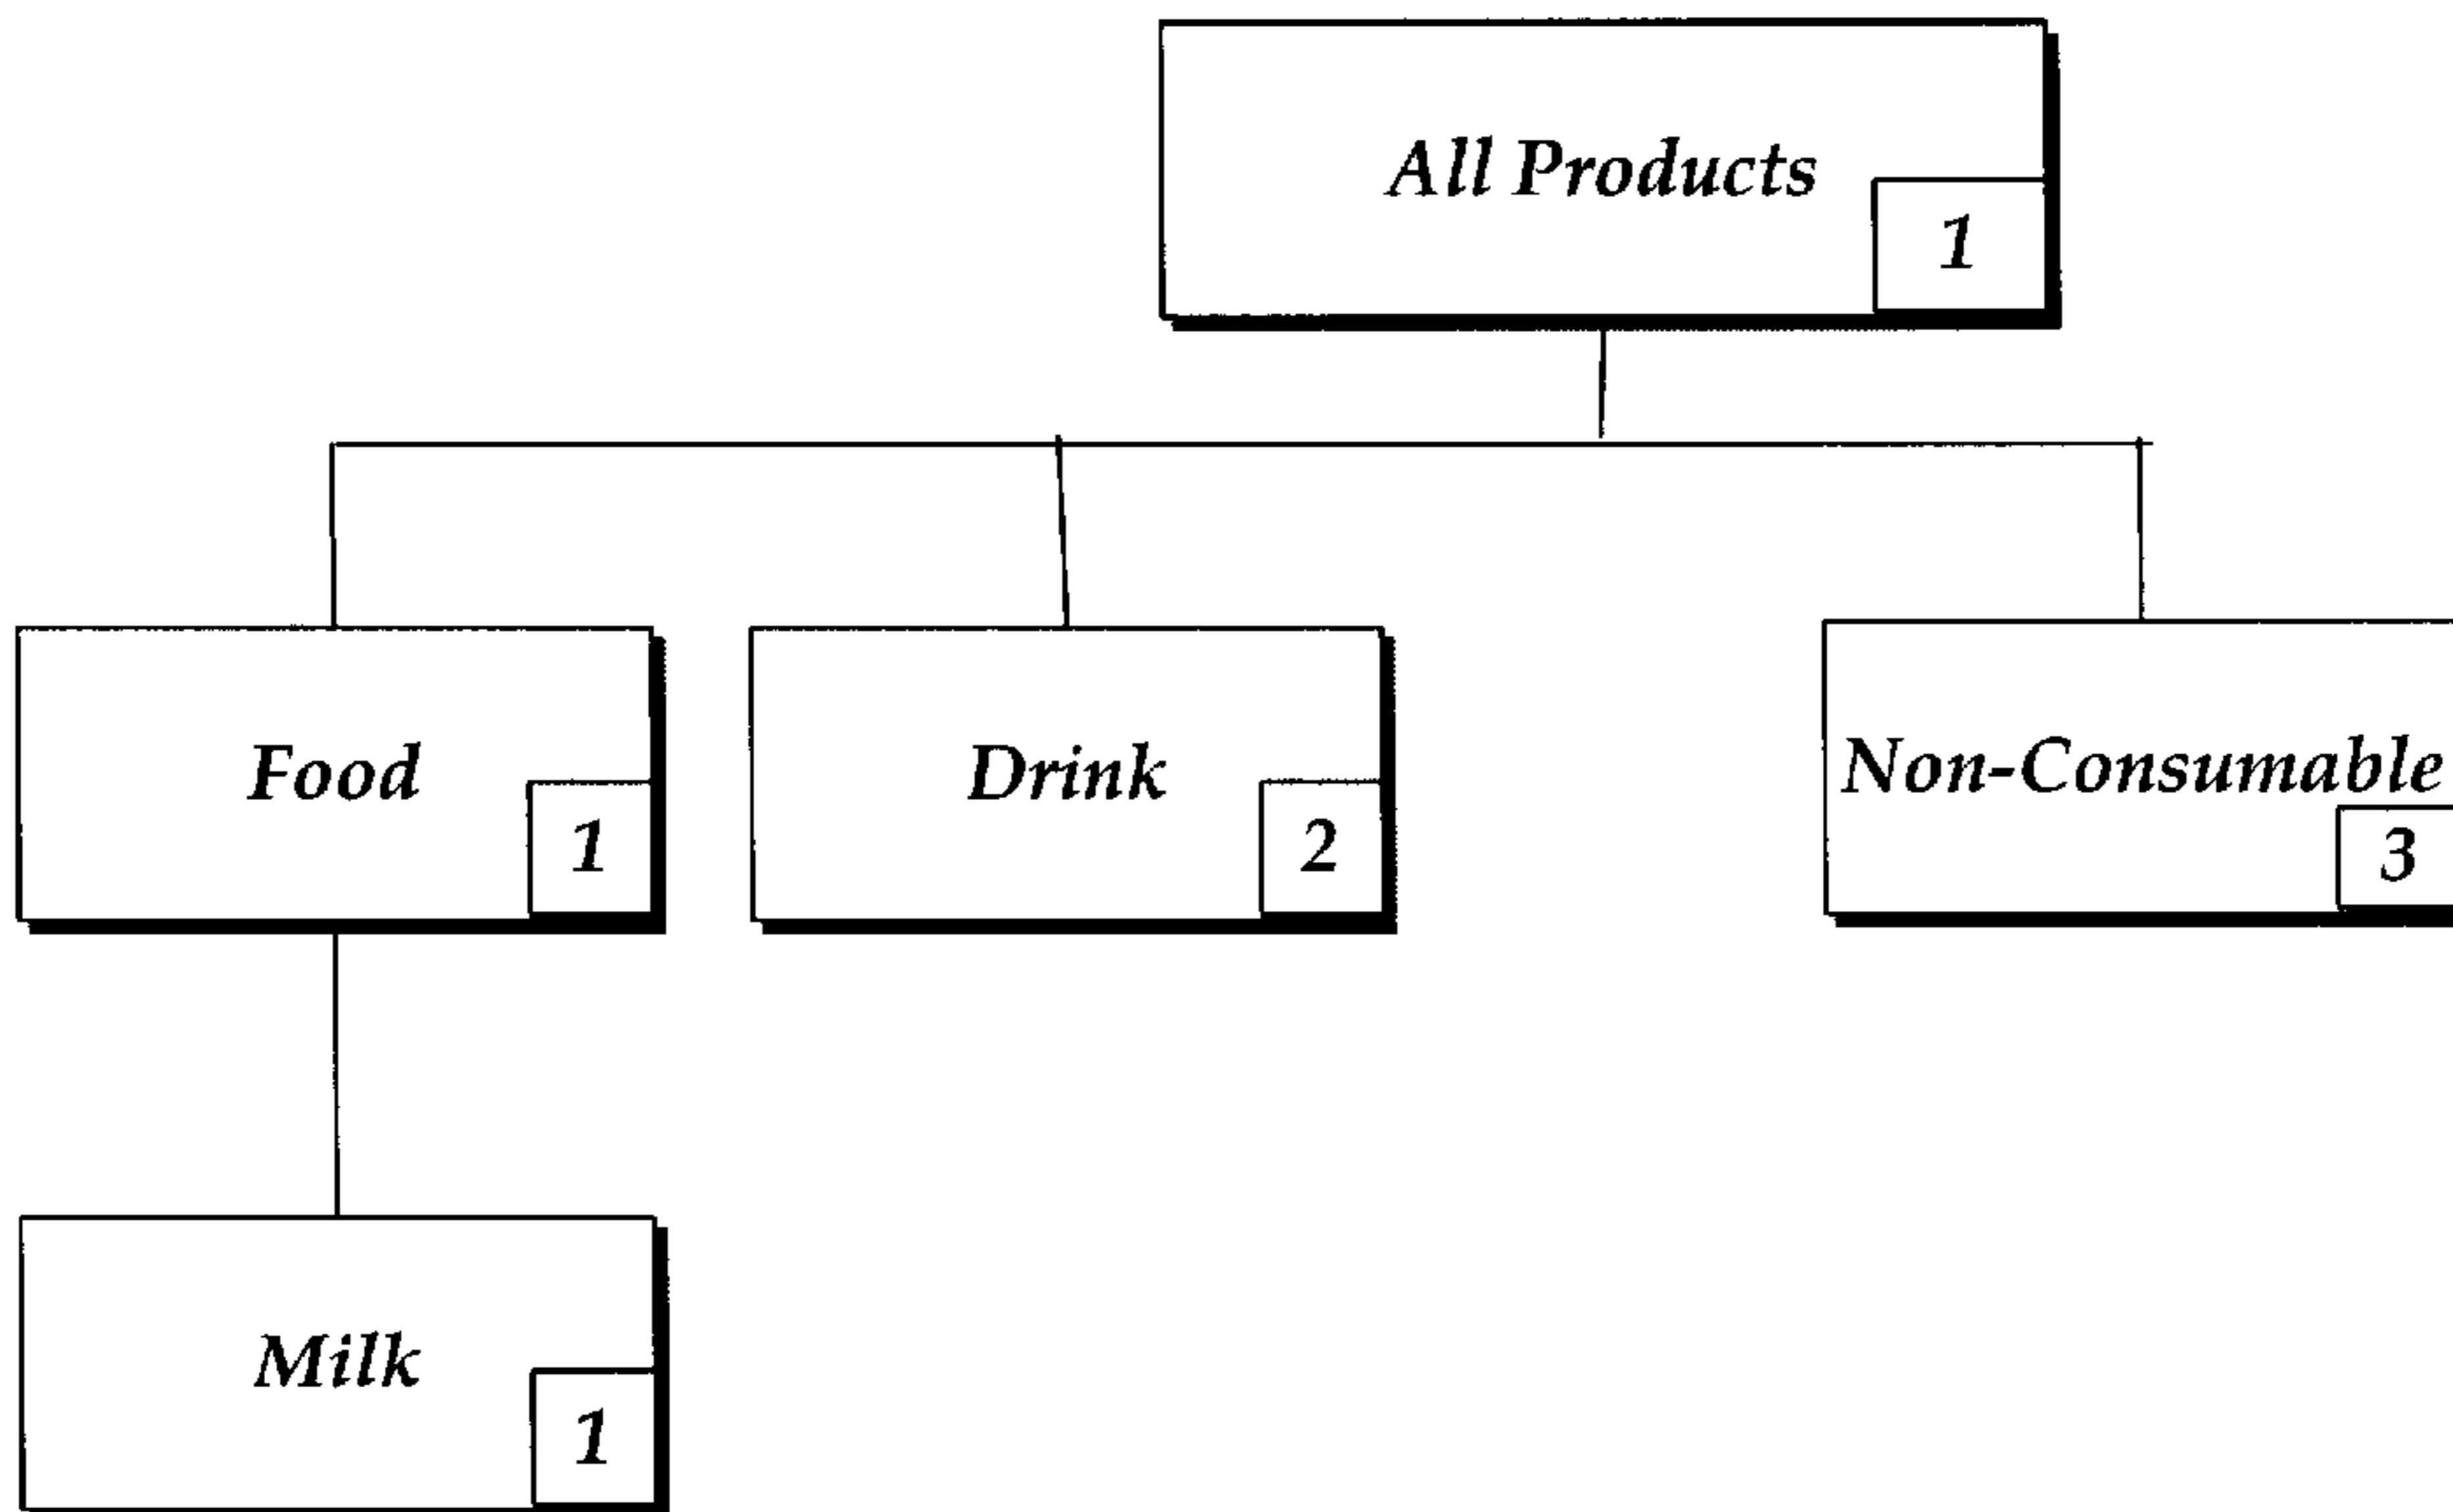 All Products
1
Food
1
Drink
2
Non-Consumable
3
Milk
1